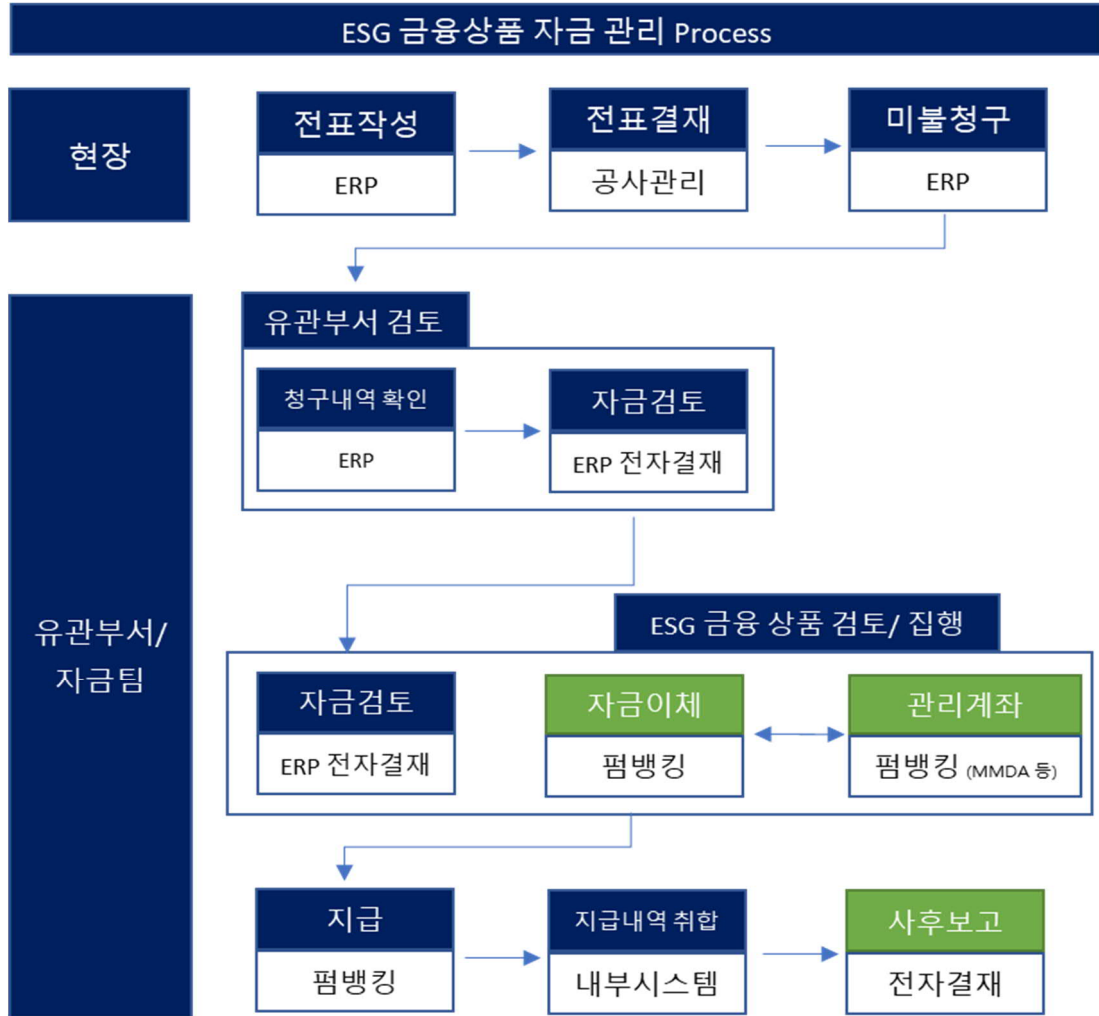 ESG 금융상품 자금 관리 Process
현장
전표작성
ERP
전표결재
공사관리
미불청구
ERP
유관부서/
자금팀
유관부서 검토
청구내역 확인
ERP
자금검토
ERP 전자결재
ESG 금융 상품 검토/ 집행
자금검토
ERP 전자결재
자금이체
펌뱅킹
관리계좌
펌뱅킹 (MMDA 등)
지급
펌뱅킹
지급내역 취합
내부시스템
사후보고
전자결재